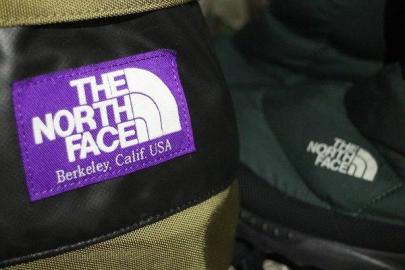 THE
NORTH
FACE
Berkeley, Calif. USA
THE
NORTH
FACE